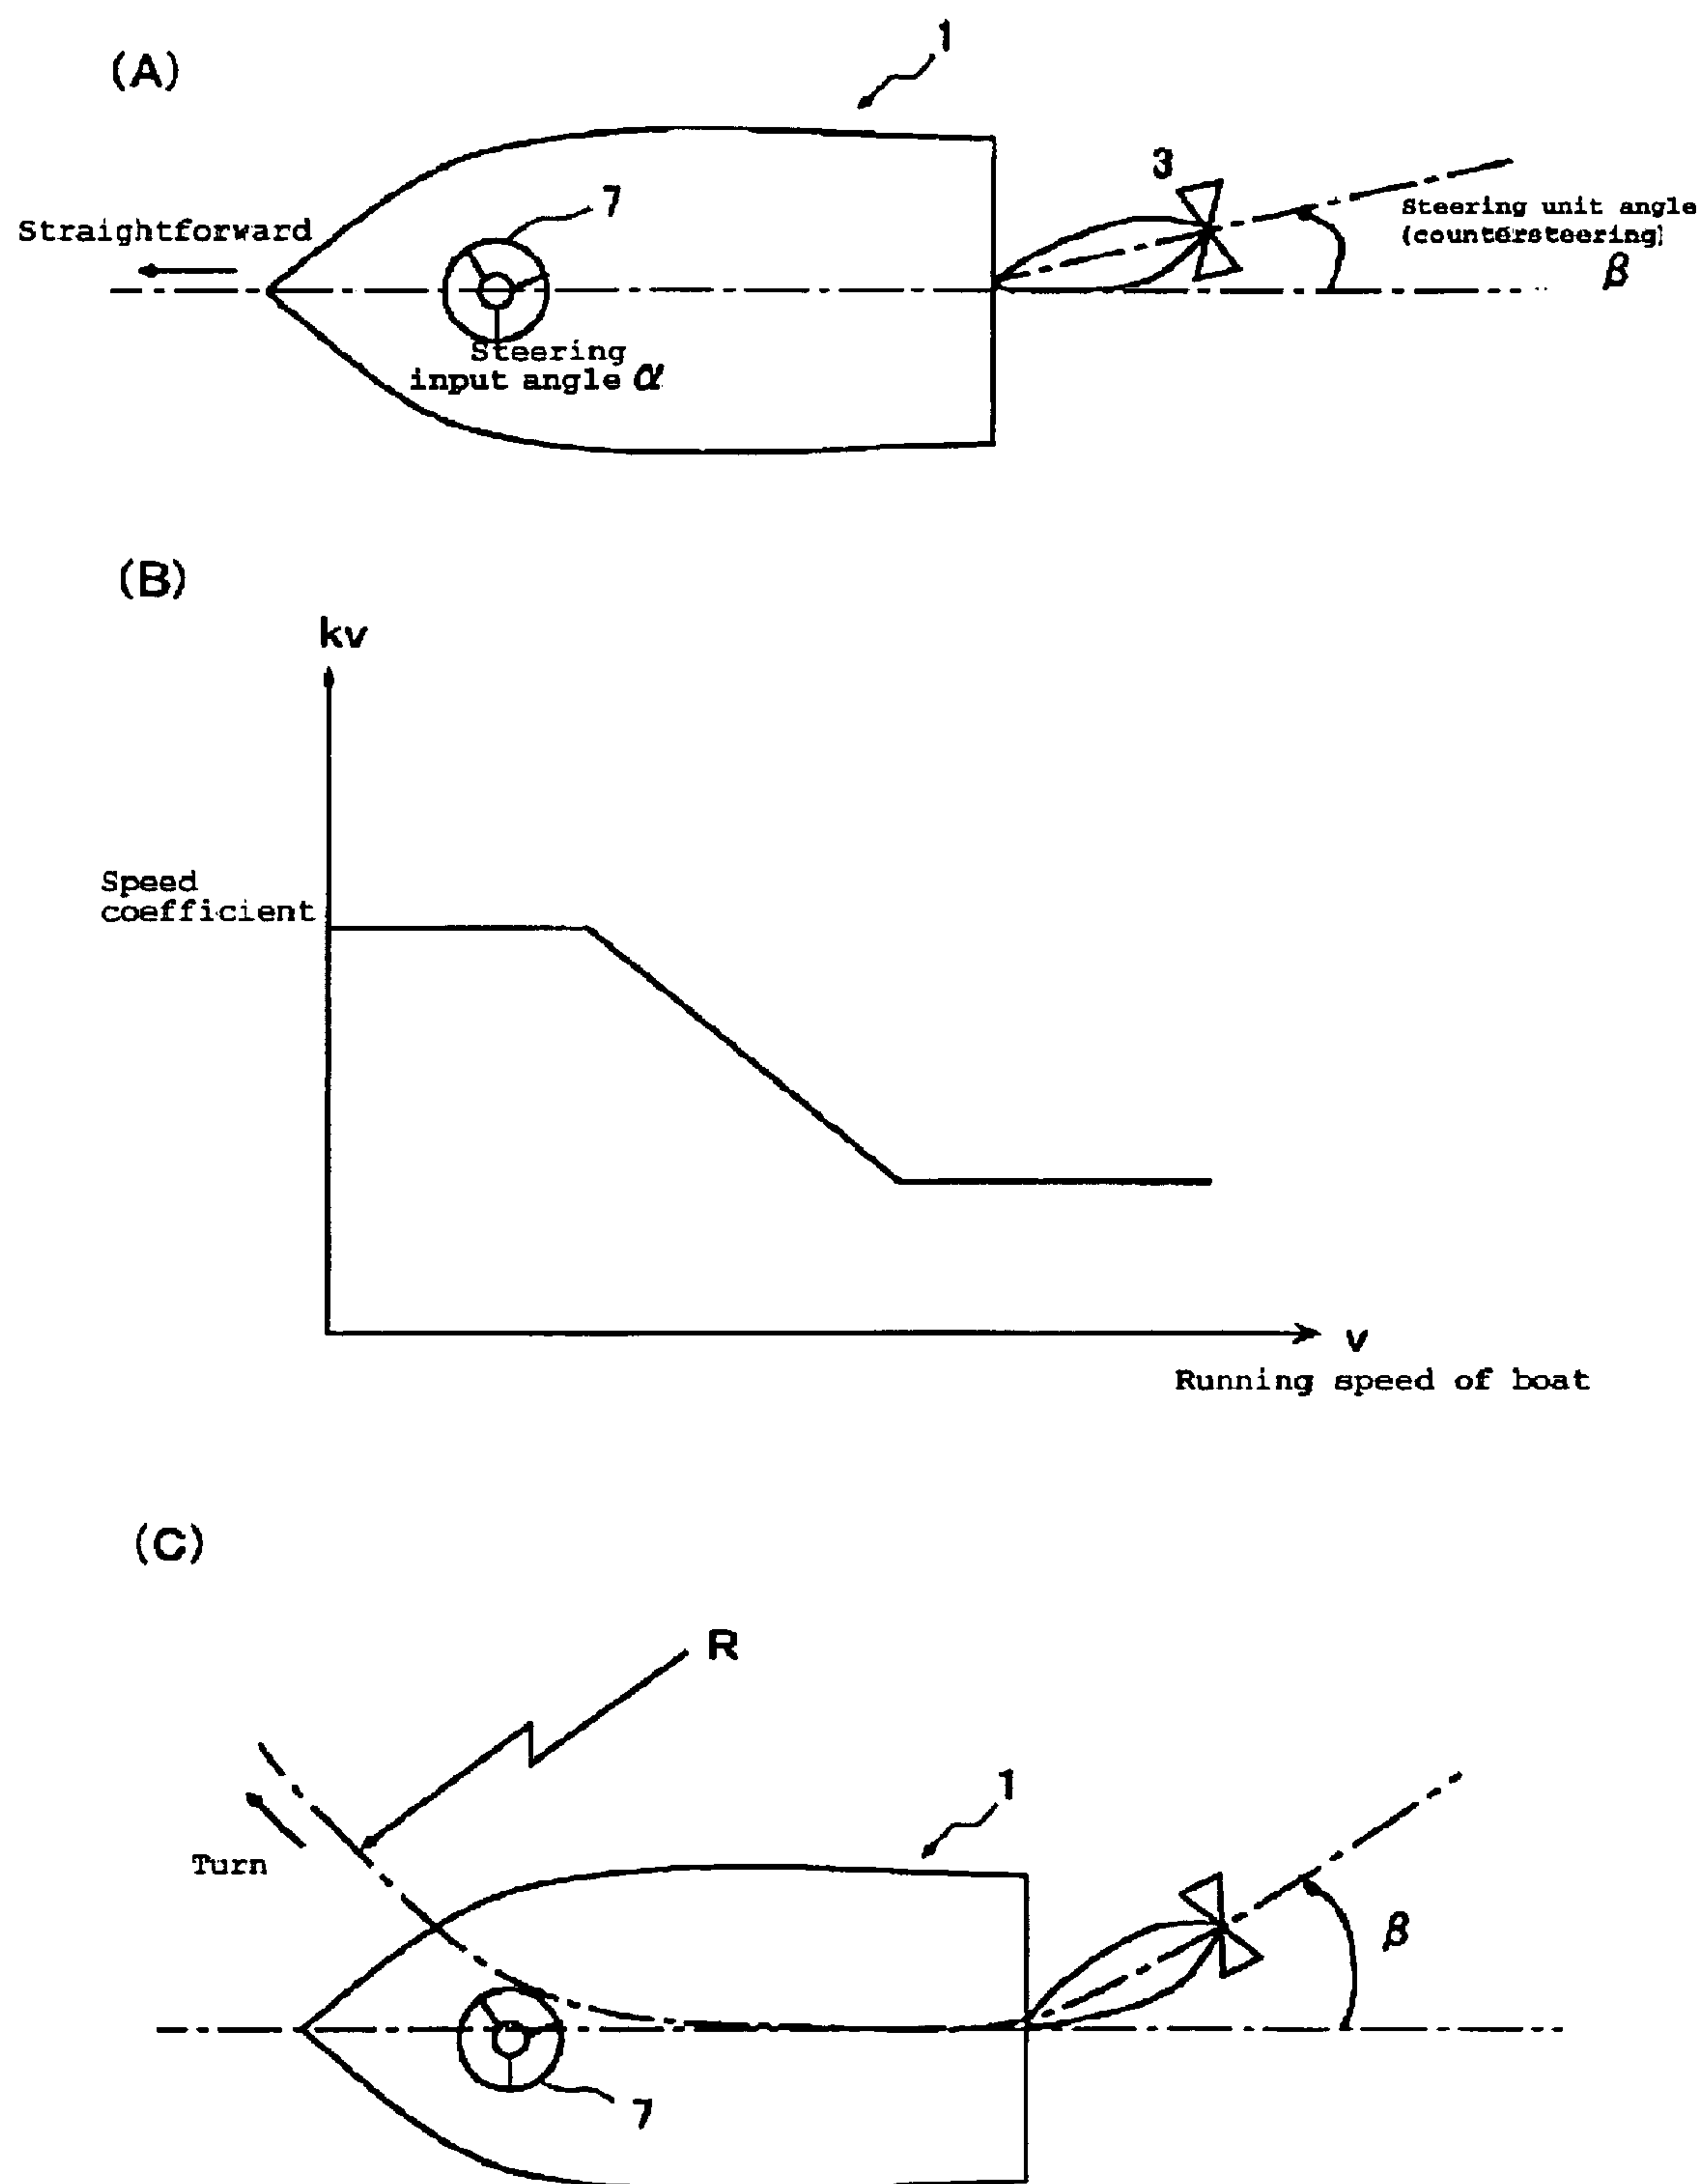 (A)
1
3
7
Straightforward
Steering unit angle
(countersteering)
β
Steering
input angle α
(B)
kv
Speed
coefficient
v
Running speed of boat
(C)
R
1
Turn
β
7